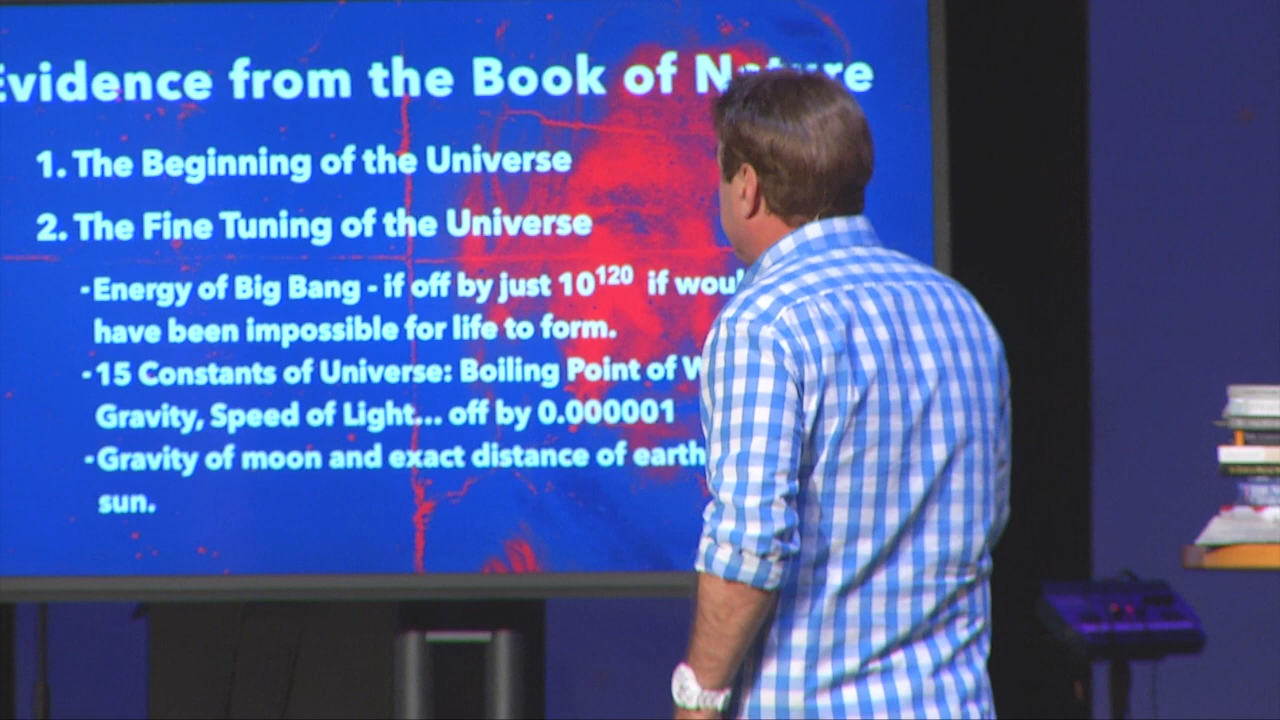 Evidence from the Book of Nature
1. The Beginning of the Universe
2. The Fine Tuning of the Universe
- Energy of Big Bang - if off by just 10¹²⁰ if
have been impossible for life to form.
- 15 Constants of Universe: Boiling Point of
Gravity, Speed of Light... off by 0.000001
- Gravity of moon and exact distance of earth
sun.